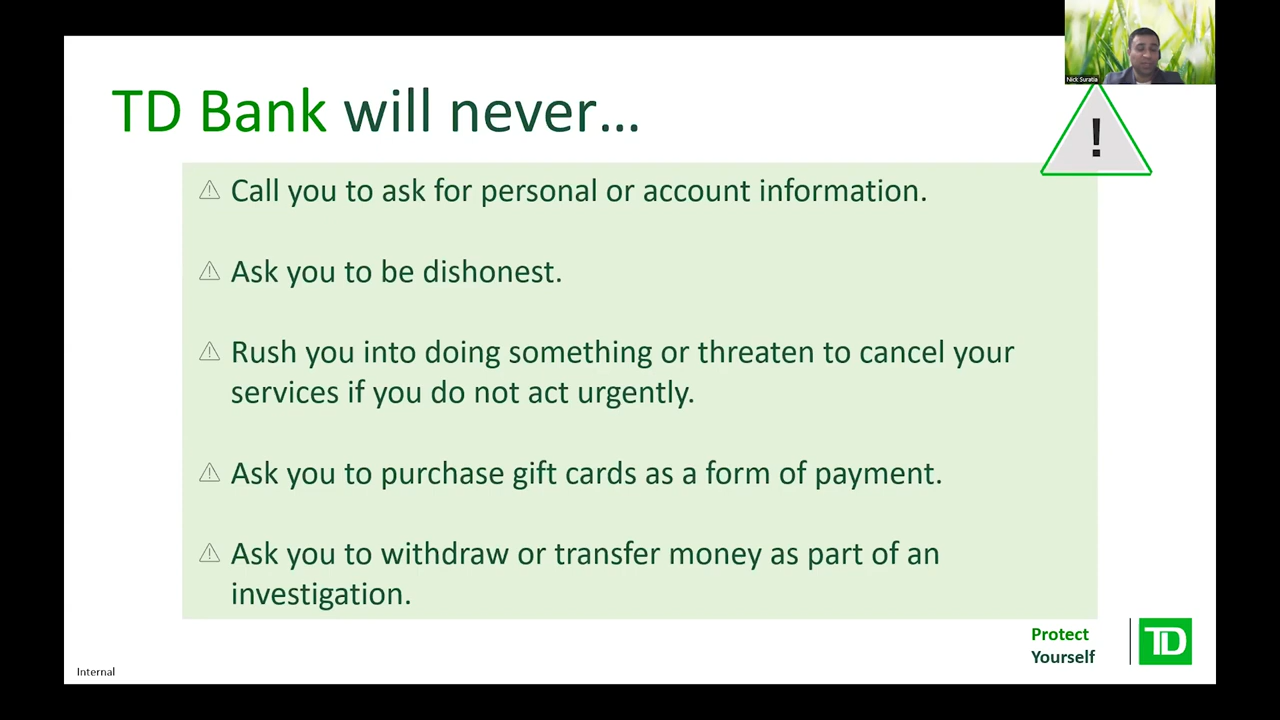 Nick Suratia
TD Bank will never...
!
Call you to ask for personal or account information.
Ask you to be dishonest.
Rush you into doing something or threaten to cancel your
services if you do not act urgently.
Ask you to purchase gift cards as a form of payment.
Ask you to withdraw or transfer money as part of an
investigation.
Protect
Yourself
TD
Internal